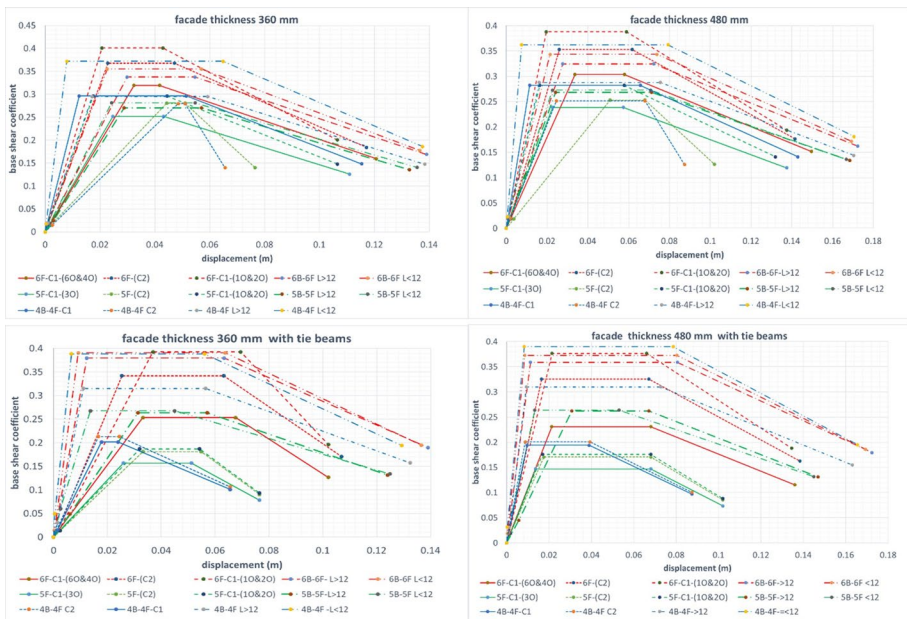 facade thickness 360 mm
base shear coefficient
0.45
0.4
0.35
0.3
0.25
0.2
0.15
0.1
0.05
0
0 0.02 0.04 0.06 0.08 0.1 0.12 0.14
displacement (m)
6F-C1-(6O&4O) 6F-(C2) 6F-C1-(1O&2O) 6B-6F L>12 6B-6F L<12
5F-C1-(3O) 5F-(C2) 5F-C1-(1O&2O) 5B-5F L>12 5B-5F L<12
4B-4F-C1 4B-4F C2 4B-4F L>12 4B-4F L<12
facade thickness 480 mm
base shear coefficient
0.4
0.35
0.3
0.25
0.2
0.15
0.1
0.05
0
0 0.02 0.04 0.06 0.08 0.1 0.12 0.14 0.16 0.18
displacement (m)
6F-C1-(6O&4O) 6F-(C2) 6F-C1-(1O&2O) 6B-6F L>12 6B-6F L<12
5F-C1-(3O) 5F-(C2) 5F-C1-(1O&2O) 5B-5F L>12 5B-5F L<12
4B-4F-C1 4B-4F C2 4B-4F-L>12 4B-4F-L<12
facade thickness 360 mm with tie beams
base shear coefficient
0.4
0.35
0.3
0.25
0.2
0.15
0.1
0.05
0
0 0.02 0.04 0.06 0.08 0.1 0.12 0.14
displacement (m)
6F-C1-(6O&4O) 6F-(C2) 6F-C1-(1O&2O) 6B-6F- L>12 6B-6F L<12
5F-C1-(3O) 5F-(C2) 5F-C1-(1O&2O) 5B-5F-L>12 5B-5F L<12
4B-4F C2 4B-4F-C1 4B-4F L>12 4B-4F -L<12
facade thickness 480 mm with tie beams
base shear coefficient
0.4
0.35
0.3
0.25
0.2
0.15
0.1
0.05
0
0 0.02 0.04 0.06 0.08 0.1 0.12 0.14 0.16 0.18
displacement (m)
6F-C1-(6O&4O) 6F-(C2) 6F-C1-(1O&2O) 6B-6F->12 6B-6F <12
5F-C1-(3O) 5F-(C2) 5F-C1-(1O&2O) 5B-5F->12 5B-5F <12
4B-4F-C1 4B-4F C2 4B-4F->12 4B-4F-=<12